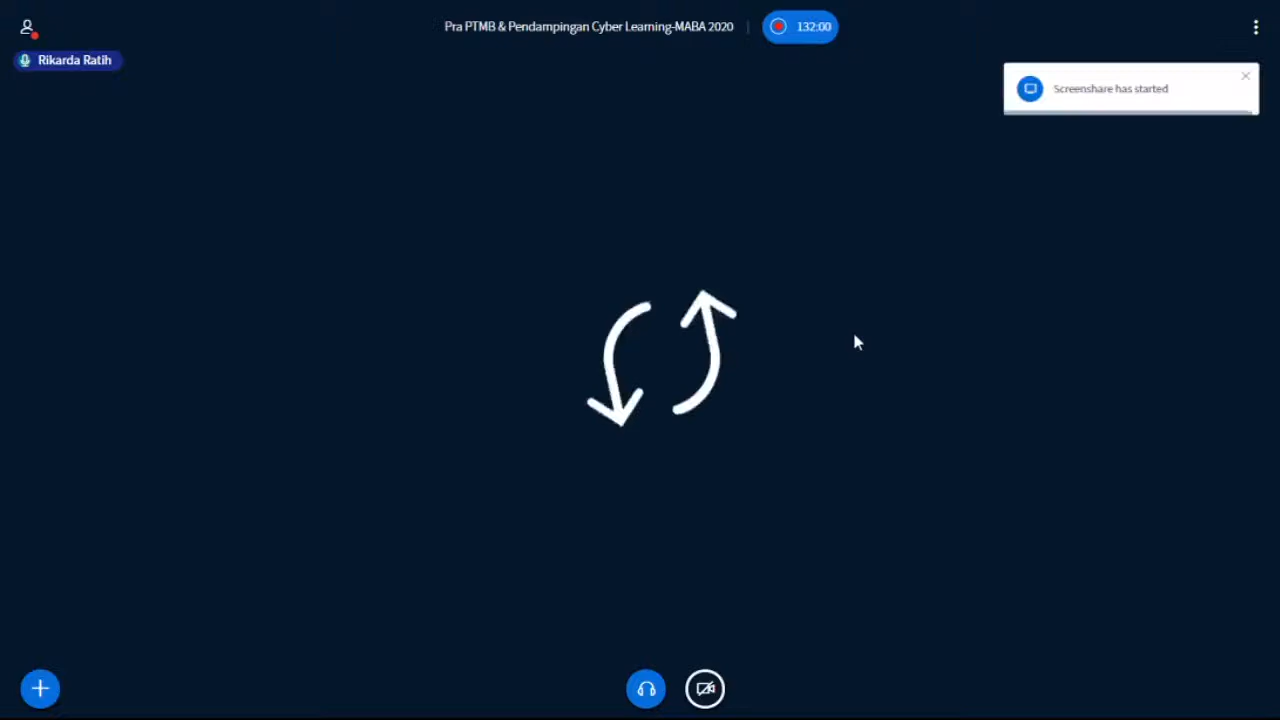 Pra PTMB & Pendampingan Cyber Learning-MABA 2020 | 132:00
Rikarda Ratih
Screenshare has started